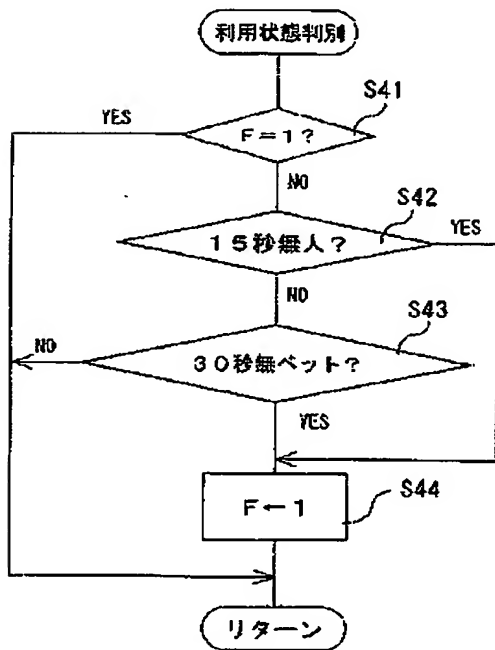 利用状態判別
S41
YES
F=1?
NO
S42
15秒無人?
YES
NO
S43
NO
30秒無ベット?
YES
S44
F←1
リターン